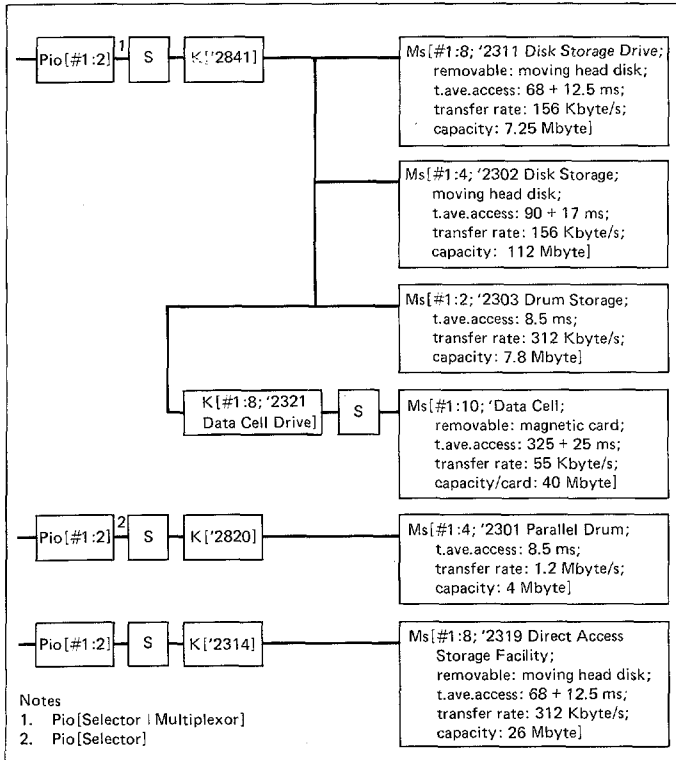 Pio[#1:2]
1
S
K['2841]
Ms[#1:8; '2311 Disk Storage Drive;
removable: moving head disk;
t.ave.access: 68 + 12.5 ms;
transfer rate: 156 Kbyte/s;
capacity: 7.25 Mbyte]
Ms[#1:4; '2302 Disk Storage;
moving head disk;
t.ave.access: 90 + 17 ms;
transfer rate: 156 Kbyte/s;
capacity: 112 Mbyte]
Ms[#1:2; '2303 Drum Storage;
t.ave.access: 8.5 ms;
transfer rate: 312 Kbyte/s;
capacity: 7.8 Mbyte]
K[#1:8; '2321
Data Cell Drive]
S
Ms[#1:10; 'Data Cell;
removable: magnetic card;
t.ave.access: 325 + 25 ms;
transfer rate: 55 Kbyte/s;
capacity/card: 40 Mbyte]
Pio[#1:2]
2
S
K['2820]
Ms[#1:4; '2301 Parallel Drum;
t.ave.access: 8.5 ms;
transfer rate: 1.2 Mbyte/s;
capacity: 4 Mbyte]
Pio[#1:2]
S
K['2314]
Ms[#1:8; '2319 Direct Access
Storage Facility;
removable: moving head disk;
t.ave.access: 68 + 12.5 ms;
transfer rate: 312 Kbyte/s;
capacity: 26 Mbyte]
Notes
1. Pio[Selector | Multiplexor]
2. Pio[Selector]